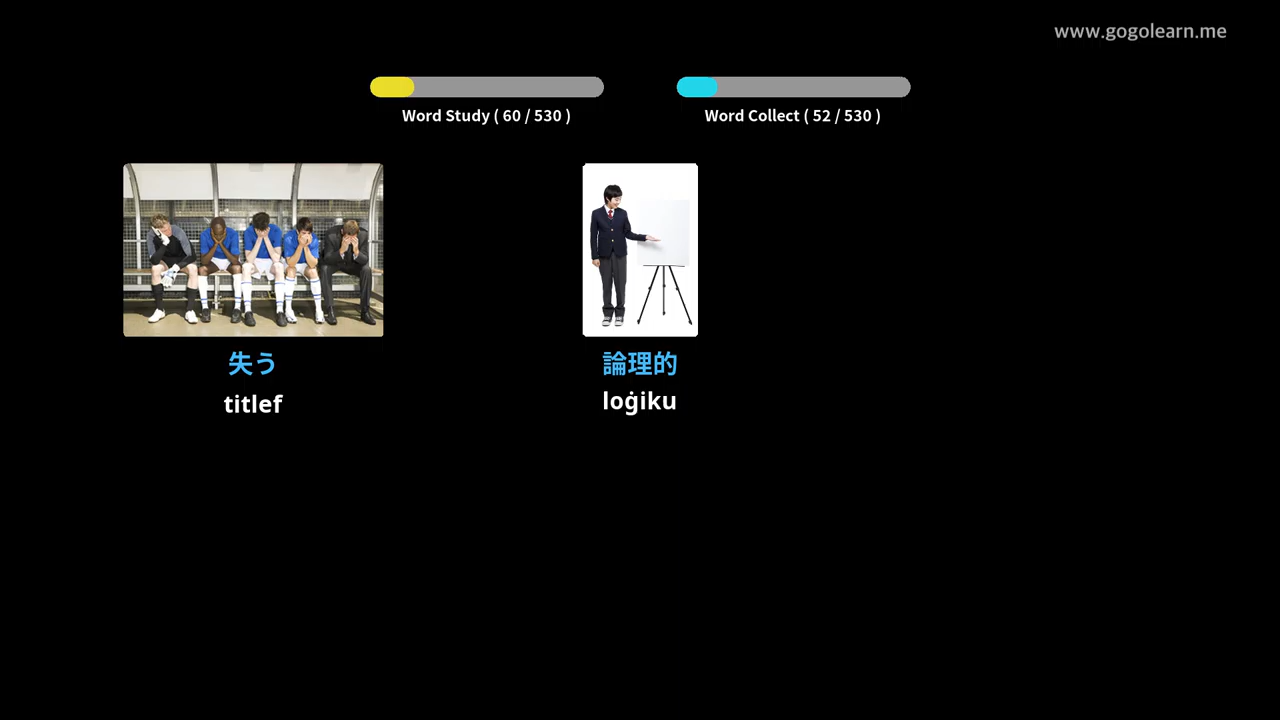 www.gogolearn.me
Word Study ( 60 / 530 )
Word Collect ( 52 / 530 )
失う
titlef
論理的
loġiku